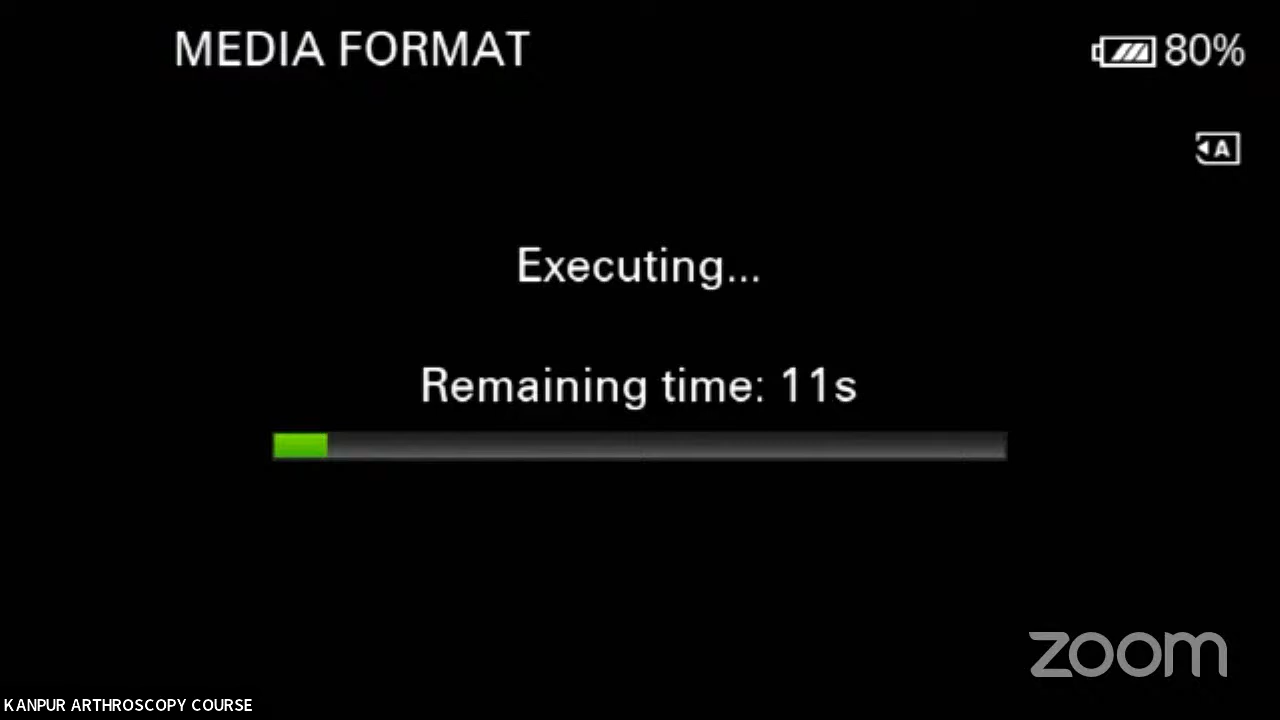 MEDIA FORMAT
80%
A
Executing...
Remaining time: 11s
zoom
KANPUR ARTHROSCOPY COURSE